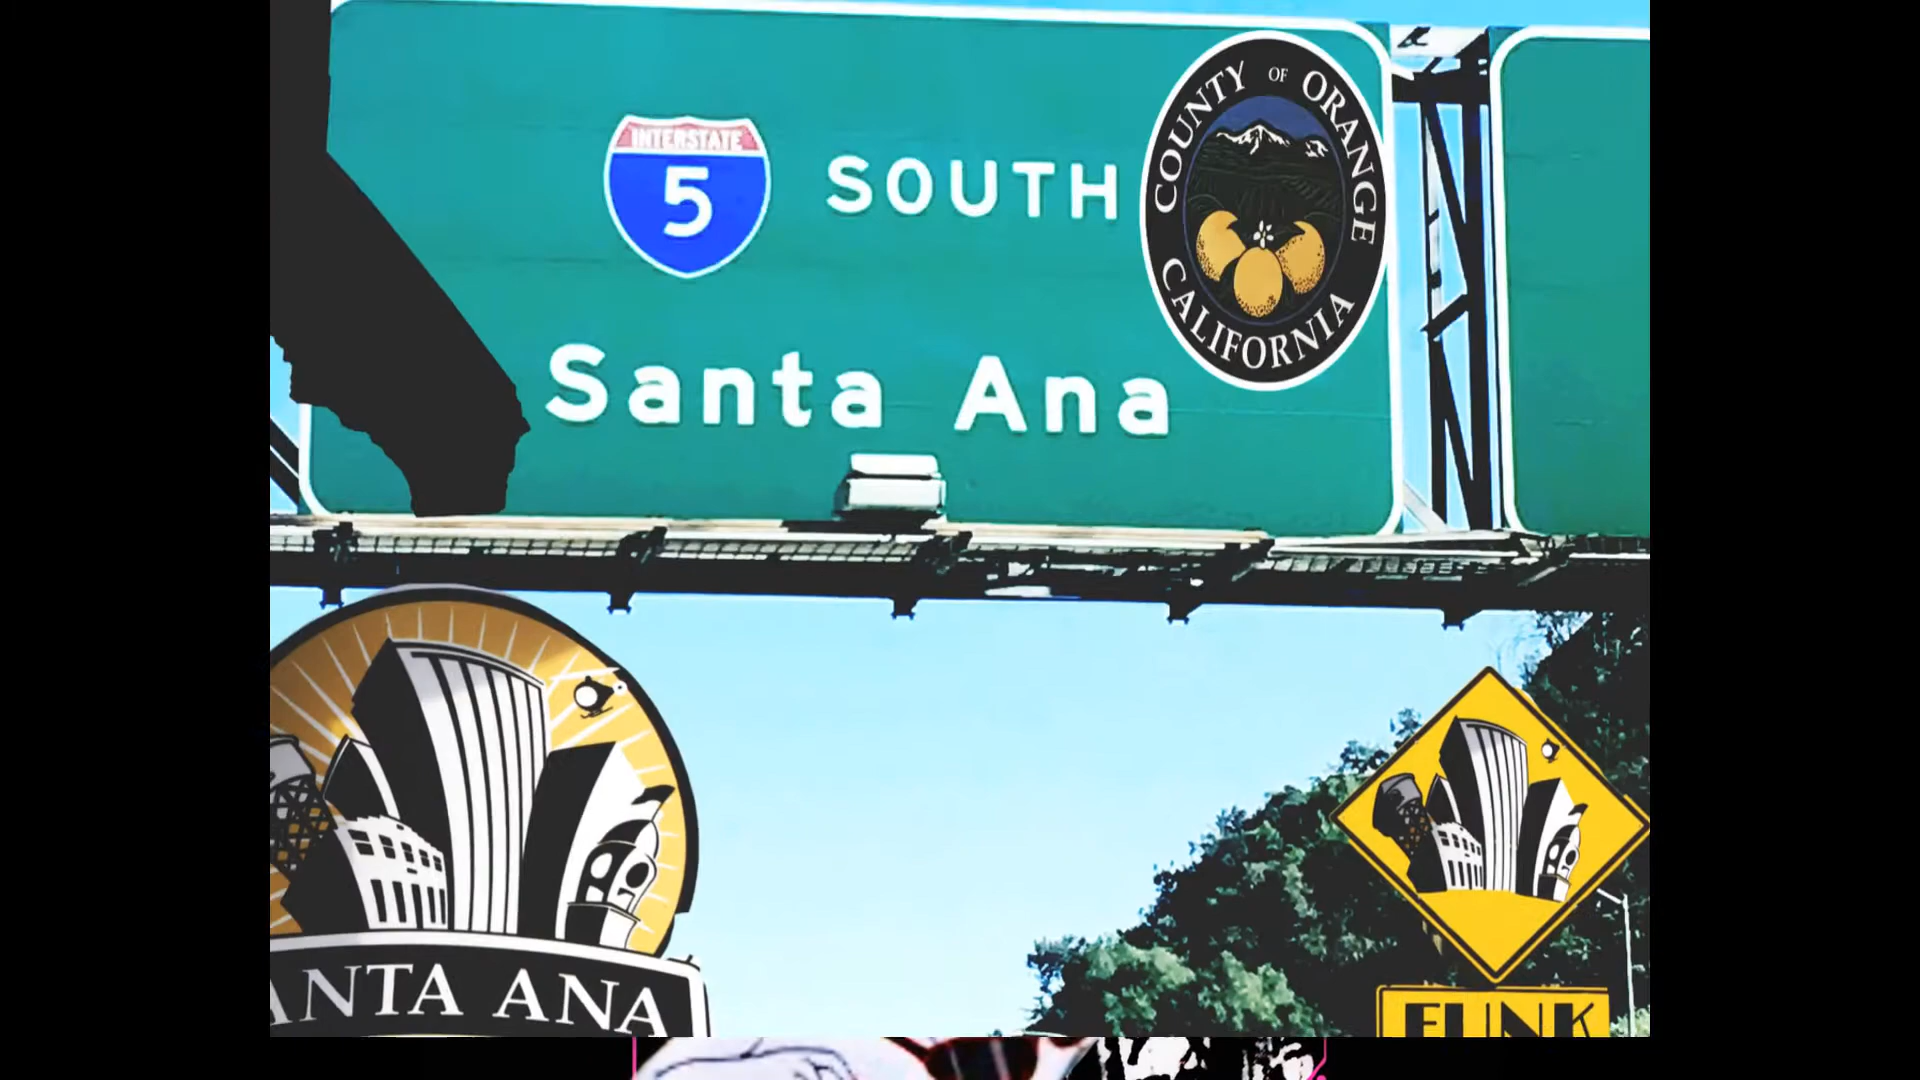 COUNTY OF ORANGE
CALIFORNIA
INTERSTATE
5
SOUTH
Santa Ana
ANTA ANA
FUNK